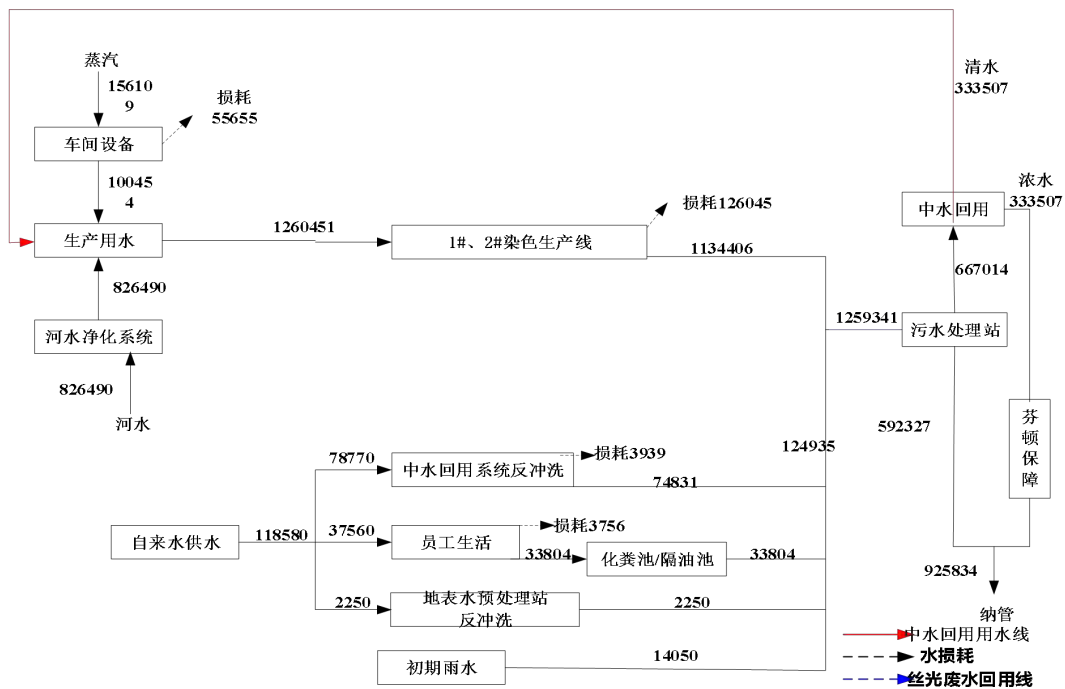 蒸汽
15610
9
损耗
55655
车间设备
10045
4
生产用水
1260451
826490
河水净化系统
826490
河水
1#、2#染色生产线
损耗126045
1134406
清水
333507
浓水
333507
中水回用
667014
1259341
污水处理站
592327
芬
顿
保
障
124935
78770
中水回用系统反冲洗
损耗3939
74831
自来水供水
118580
37560
员工生活
损耗3756
33804
化粪池/隔油池
33804
2250
地表水预处理站
反冲洗
2250
初期雨水
14050
925834
纳管
中水回用用水线
水损耗
丝光废水回用线